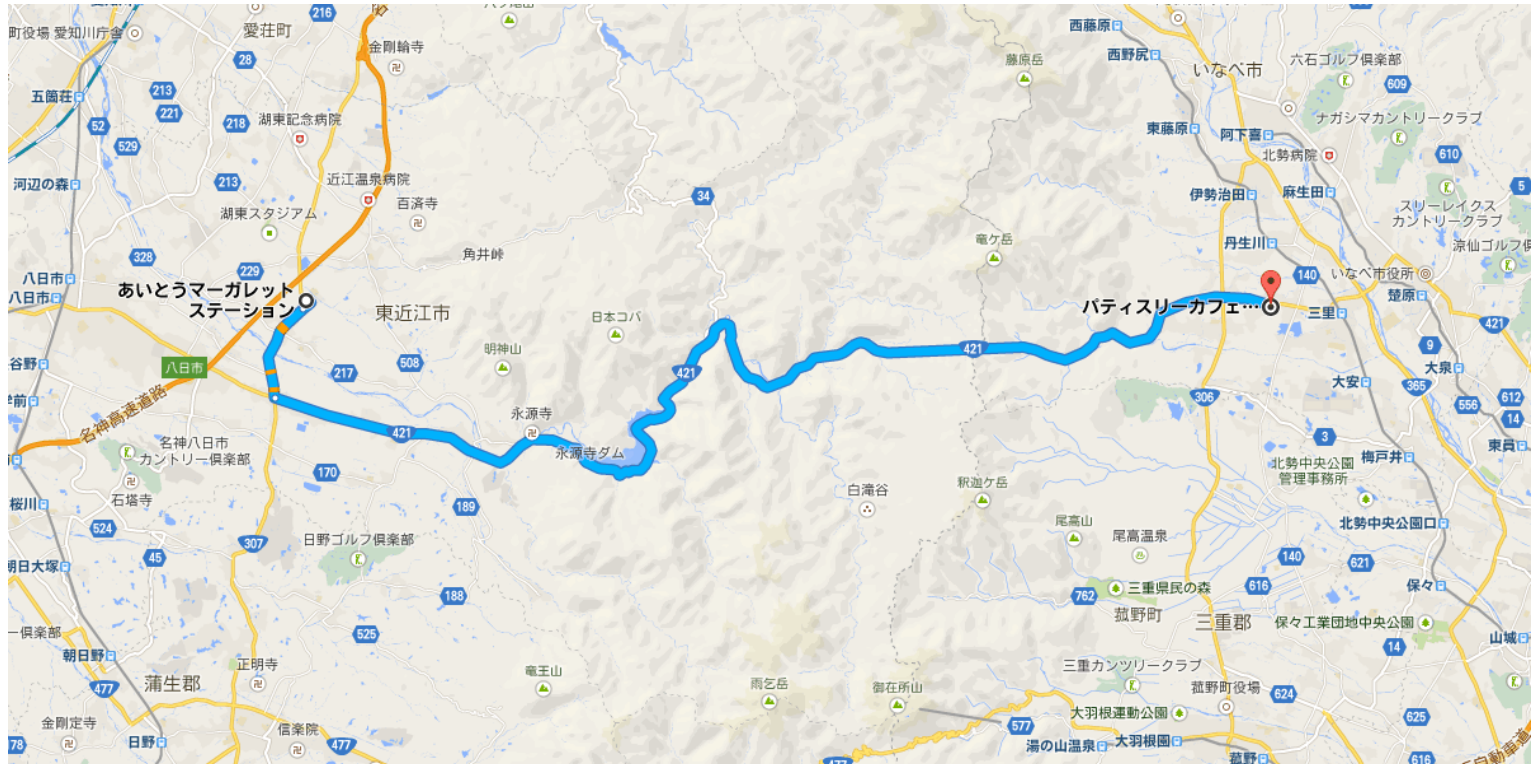 216
愛荘町
町役場 愛知川庁舎
金剛輪寺
28
西藤原
西野尻
藤原岳
いなべ市
六石ゴルフ倶楽部
609
五箇荘
213
221
52
218
湖東記念病院
529
東藤原
阿下喜
ナガシマカントリークラブ
北勢病院
610
河辺の森
213
近江温泉病院
百済寺
34
伊勢治田
麻生田
5
スリーレイクス
カントリークラブ
湖東スタジアム
角井峠
竜ケ岳
丹生川
涼仙ゴルフ倶
328
229
八日市
八日市
140
いなべ市役所
楚原
あいとうマーガレット
ステーション
東近江市
日本コバ
パティスリーカフェ…
三里
421
明神山
421
9
大泉
八日市
508
217
421
大安
365
612
名神高速道路
306
556
14
永源寺
421
永源寺ダム
3
梅戸井
東員
名神八日市
カントリー倶楽部
170
北勢中央公園
管理事務所
石塔寺
白滝谷
釈迦ケ岳
桜川
189
524
尾高山
尾高温泉
北勢中央公園口
307
日野ゴルフ倶楽部
45
140
621
朝日大塚
616
保々
188
762
三重県民の森
菰野町
三重郡
保々工業団地中央公園
525
山城
朝日野
14
正明寺
竜王山
三重カンツリークラブ
477
蒲生郡
雨乞岳
御在所山
菰野町役場
624
金剛定寺
信楽院
577
大羽根運動公園
625
日野
477
湯の山温泉
大羽根園
477
菰野
616